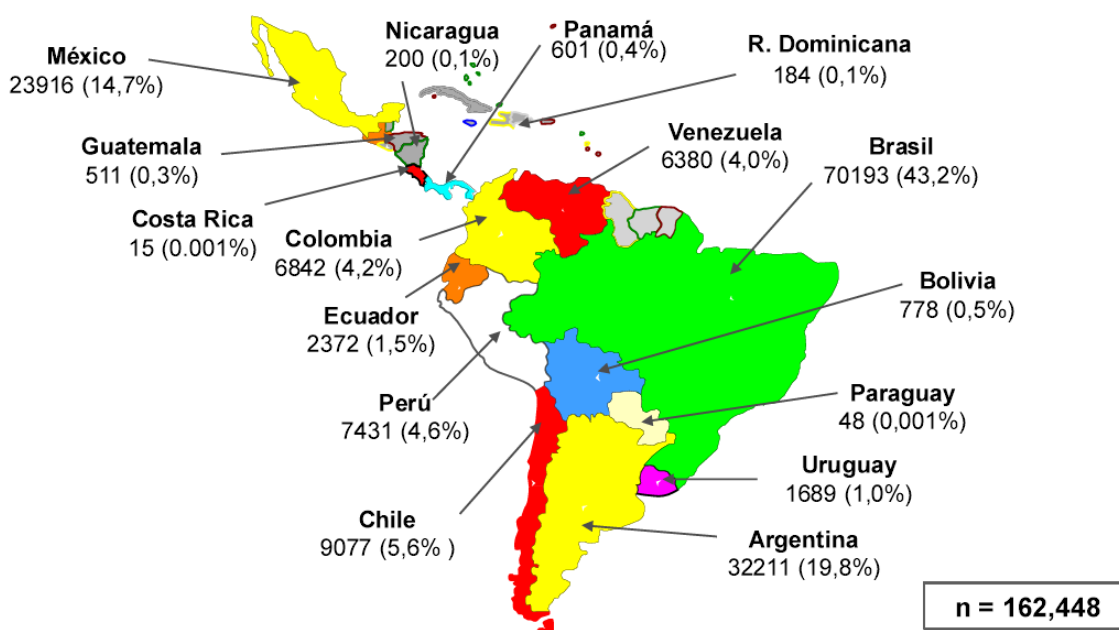 México
23916 (14,7%)
Nicaragua
200 (0,1%)
Panamá
601 (0,4%)
R. Dominicana
184 (0,1%)
Guatemala
511 (0,3%)
Venezuela
6380 (4,0%)
Brasil
70193 (43,2%)
Costa Rica
15 (0.001%)
Colombia
6842 (4,2%)
Ecuador
2372 (1,5%)
Bolivia
778 (0,5%)
Perú
7431 (4,6%)
Paraguay
48 (0,001%)
Uruguay
1689 (1,0%)
Chile
9077 (5,6% )
Argentina
32211 (19,8%)
n = 162,448